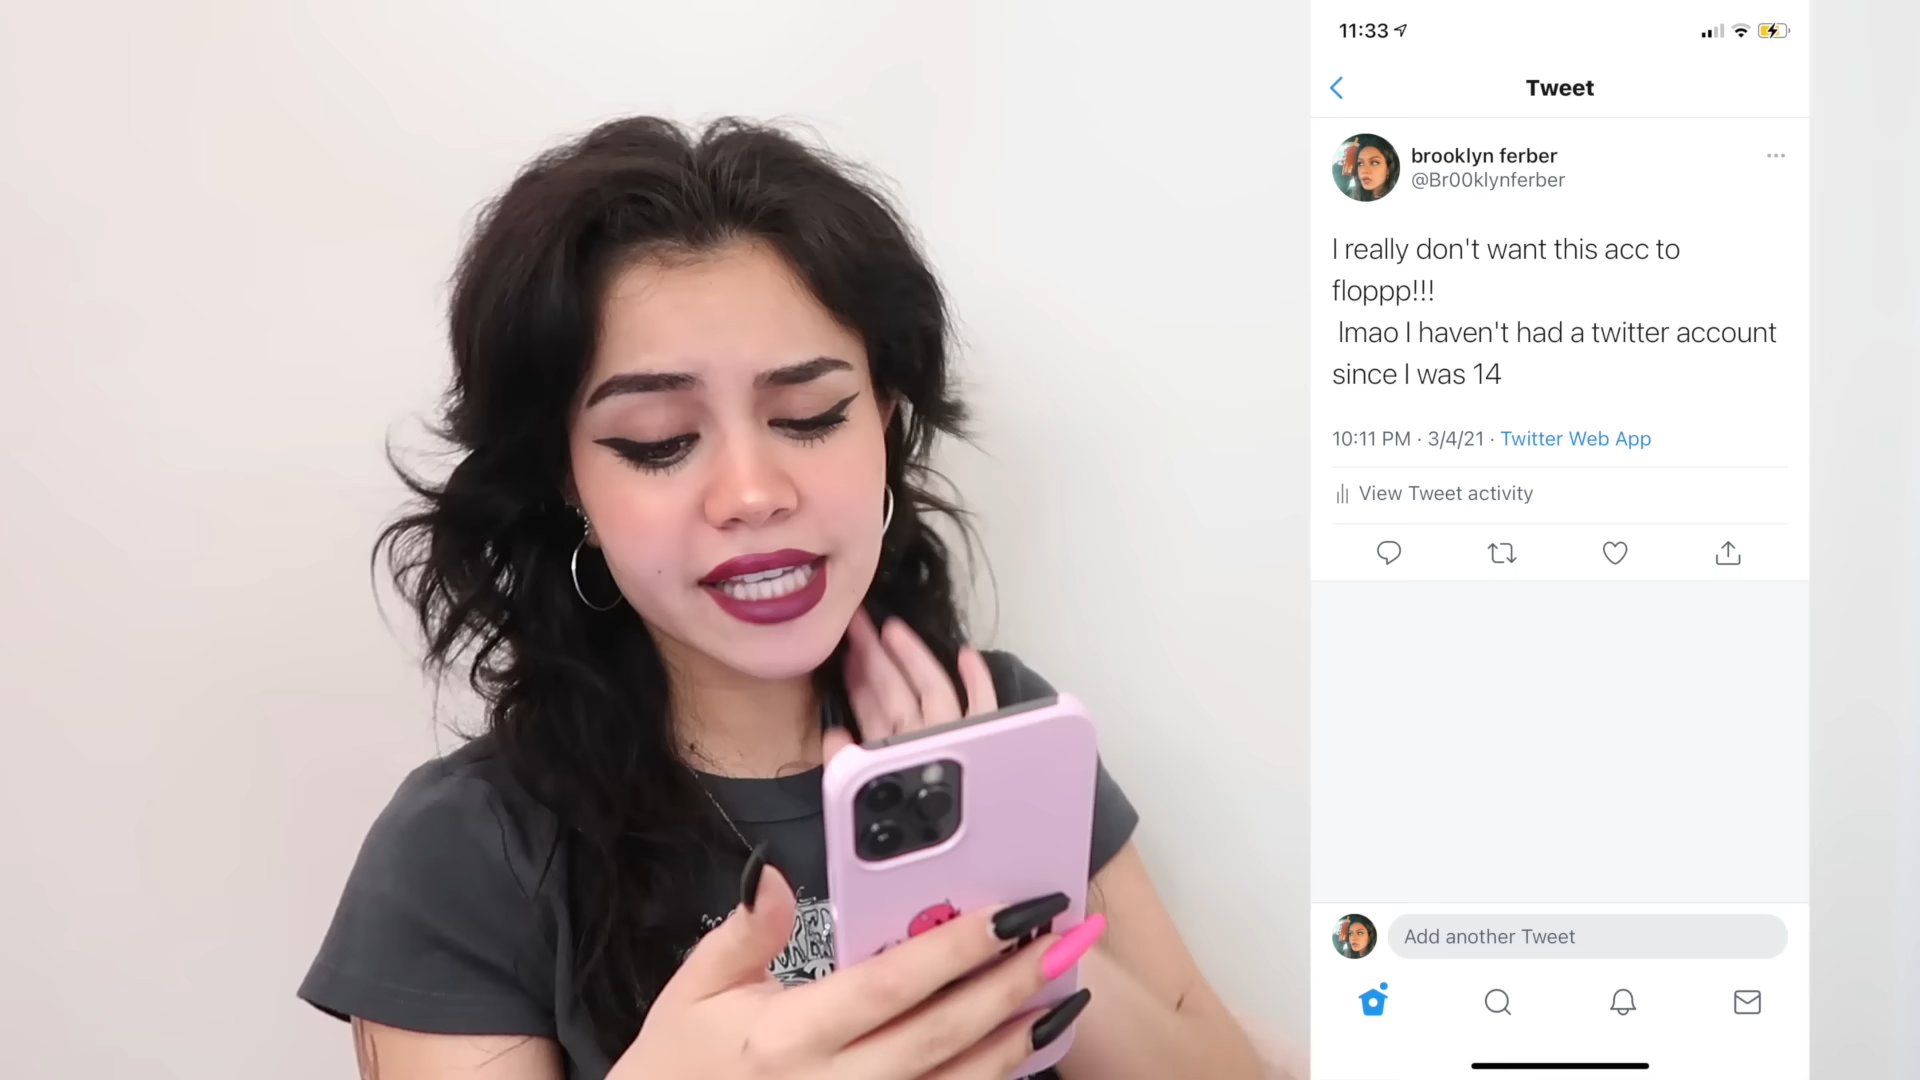 11:33
Tweet
brooklyn ferber
@Br00klynferber
I really don't want this acc to
floppp!!!
lmao I haven't had a twitter account
since I was 14
10:11 PM · 3/4/21 · Twitter Web App
View Tweet activity
Add another Tweet